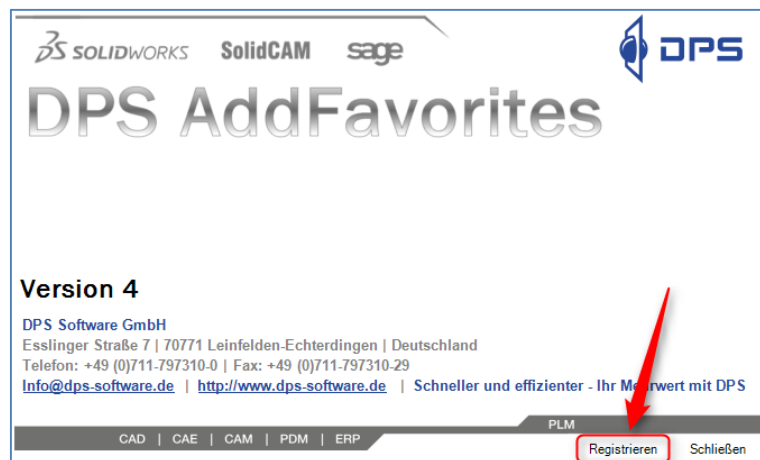 3S SOLIDWORKS SolidCAM sage DPS
DPS AddFavorites
Version 4
DPS Software GmbH
Esslinger Straße 7 | 70771 Leinfelden-Echterdingen | Deutschland
Telefon: +49 (0)711-797310-0 | Fax: +49 (0)711-797310-29
Info@dps-software.de | http://www.dps-software.de | Schneller und effizienter - Ihr Mehrwert mit DPS
PLM
CAD | CAE | CAM | PDM | ERP
Registrieren Schließen